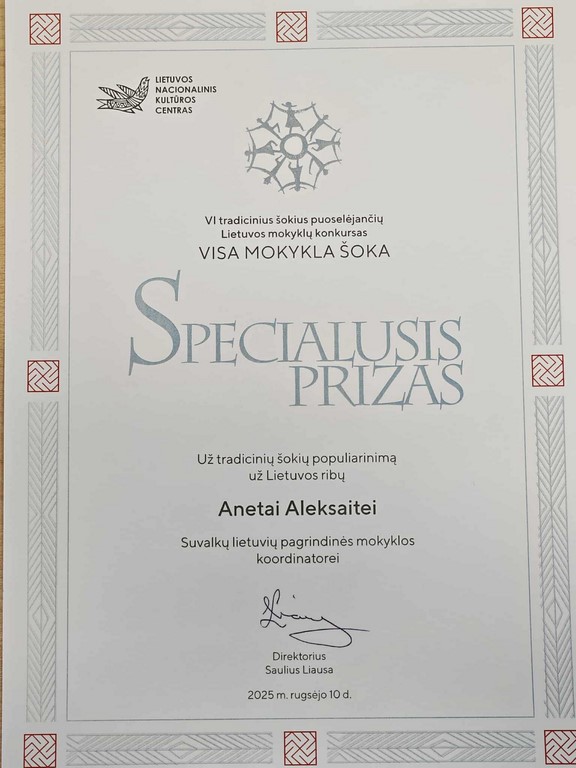 LIETUVOS
NACIONALINIS
KULTŪROS
CENTRAS
VI tradicinius šokius puoselėjančių
Lietuvos mokyklų konkursas
VISA MOKYKLA ŠOKA
SPECIALUSIS
PRIZAS
Už tradicinių šokių populiarinimą
už Lietuvos ribų
Anetai Aleksaitei
Suvalkų lietuvių pagrindinės mokyklos
koordinatorei
Direktorius
Saulius Liausa
2025 m. rugsėjo 10 d.